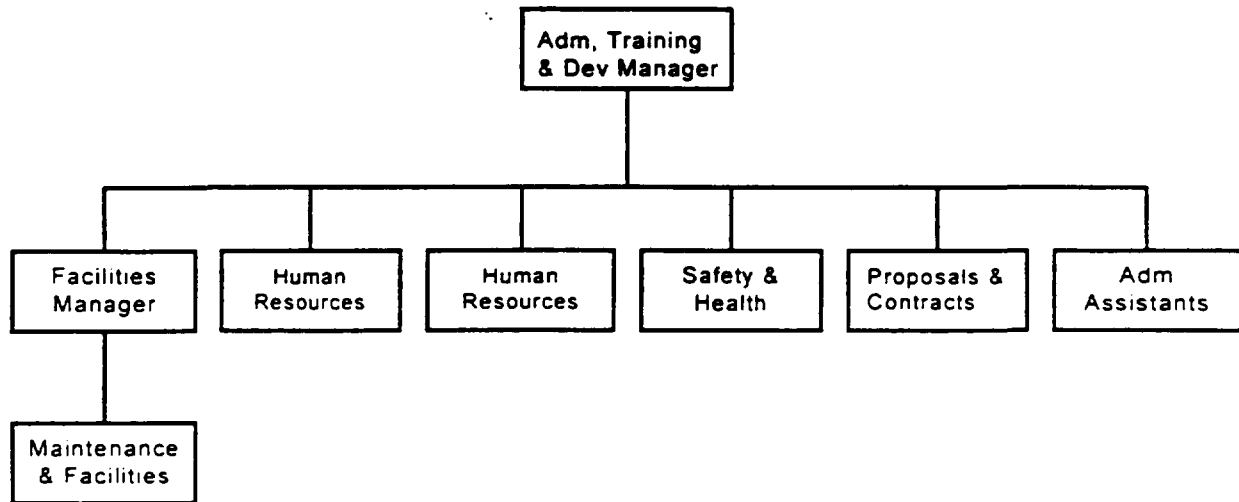 Adm, Training
& Dev Manager
Facilities
Manager
Human
Resources
Human
Resources
Safety &
Health
Proposals &
Contracts
Adm
Assistants
Maintenance
& Facilities